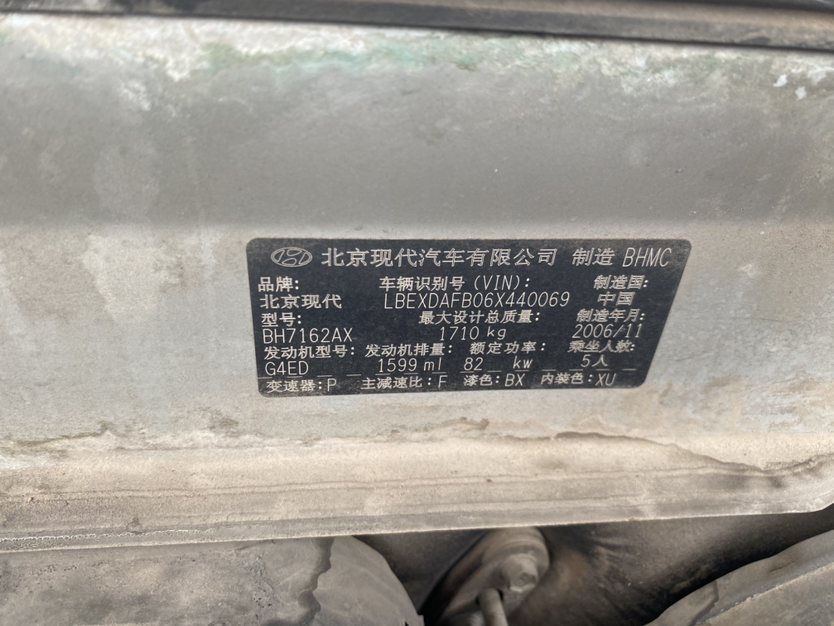 北京现代汽车有限公司 制造 BHMC
品牌: 车辆识别号(VIN): 制造国:
北京现代 LBEXDAFB06X440069 中国
型号: 最大设计总质量: 制造年月:
BH7162AX 1710 kg 2006/11
发动机型号: 发动机排量: 额定功率: 乘坐人数:
G4ED 1599 ml 82 kw 5人
变速器:P 主减速比:F 漆色:BX 内装色:XU